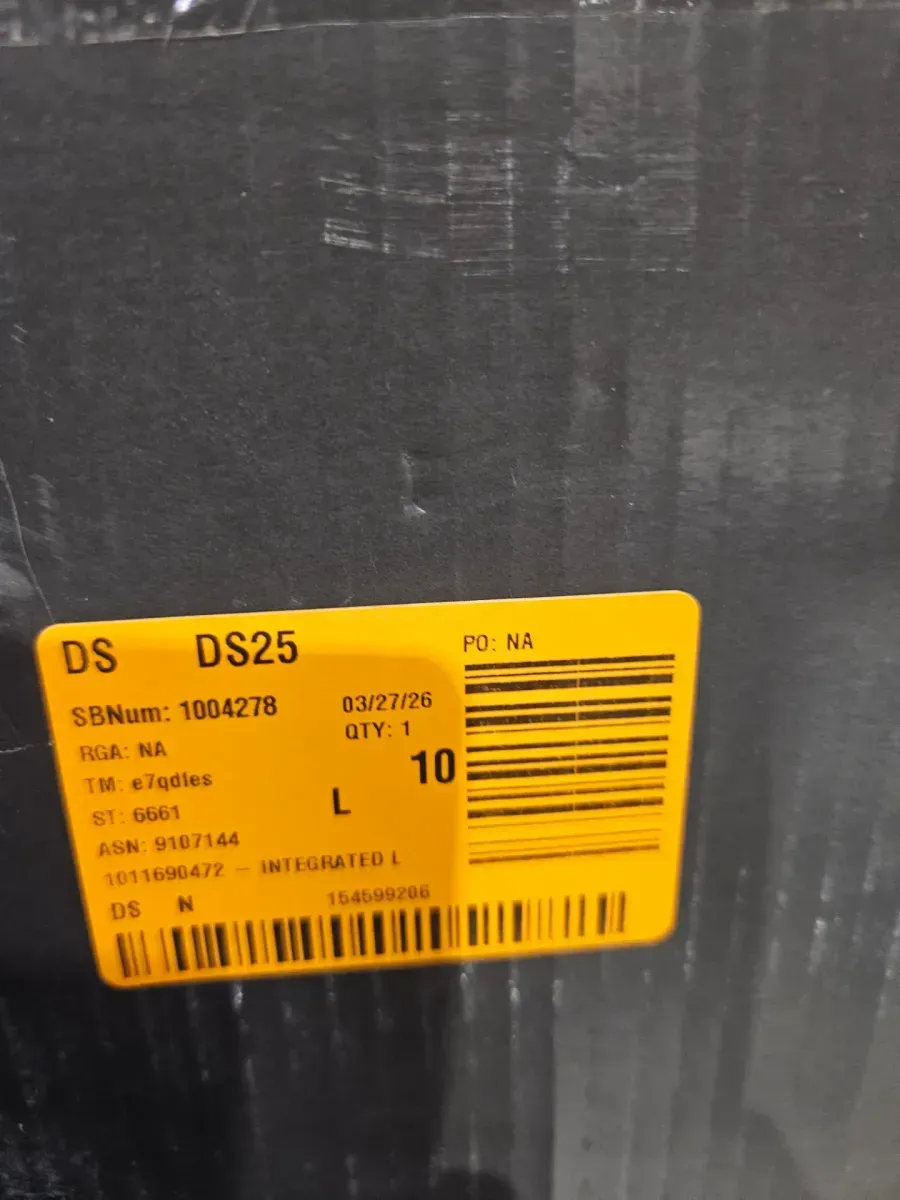 DS DS25
PO: NA
SBNum: 1004278 03/27/26
RGA: NA QTY: 1
TM: e7qdles 10
ST: 6661 L
ASN: 9107144
1011690472 – INTEGRATED L
DS N 154599206